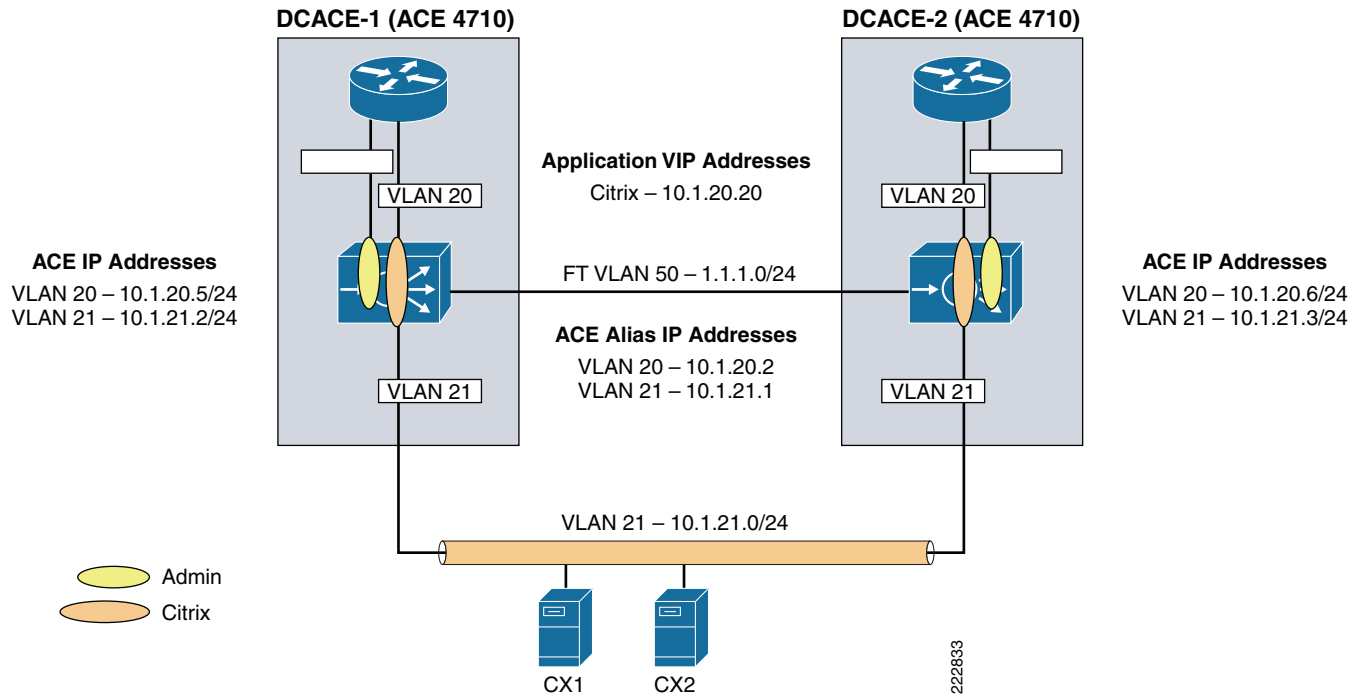 DCACE-1 (ACE 4710)
DCACE-2 (ACE 4710)
Application VIP Addresses
Citrix – 10.1.20.20
VLAN 20
VLAN 20
ACE IP Addresses
VLAN 20 – 10.1.20.5/24
VLAN 21 – 10.1.21.2/24
FT VLAN 50 – 1.1.1.0/24
ACE IP Addresses
VLAN 20 – 10.1.20.6/24
VLAN 21 – 10.1.21.3/24
ACE Alias IP Addresses
VLAN 20 – 10.1.20.2
VLAN 21 – 10.1.21.1
VLAN 21
VLAN 21
VLAN 21 – 10.1.21.0/24
Admin
Citrix
CX1
CX2
222833